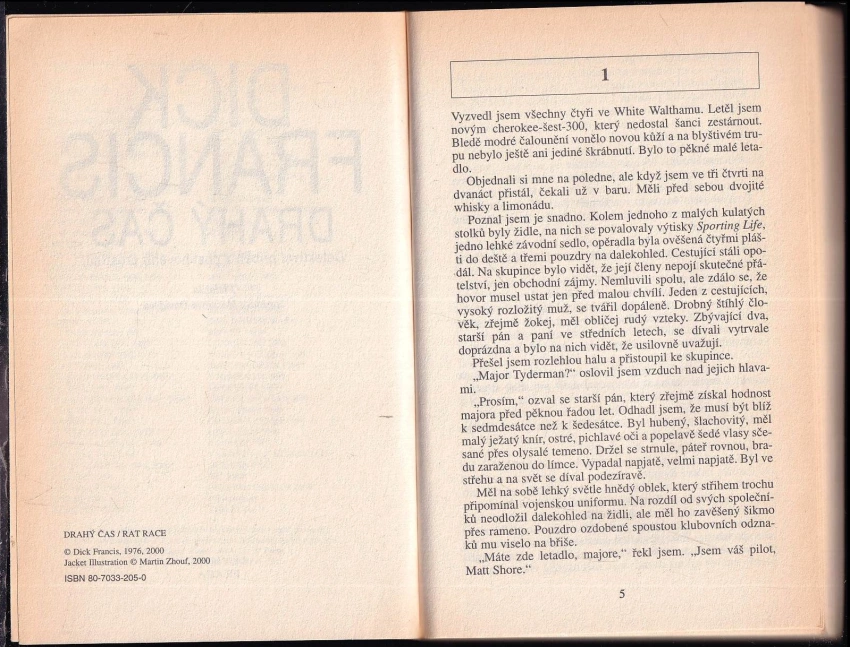 DRAHÝ ČAS / RAT RACE
© Dick Francis, 1976, 2000
Jacket Illustration © Martin Zhouf, 2000
ISBN 80-7033-205-0
1
Vyzvedl jsem všechny čtyři ve White Walthamu. Letěl jsem
novým cherokee-šest-300, který nedostal šanci zestárnout.
Bledě modré čalounění vonělo novou kůží a na blyštivém tru-
pu nebylo ještě ani jediné škrábnutí. Bylo to pěkné malé leta-
dlo.
Objednali si mne na poledne, ale když jsem ve tři čtvrti na
dvanáct přistál, čekali už v baru. Měli před sebou dvojité
whisky a limonádu.
Poznal jsem je snadno. Kolem jednoho z malých kulatých
stolků byly židle, na nich se povalovaly výtisky Sporting Life,
jedno lehké závodní sedlo, opěradla byla ověšená čtyřmi pláš-
ti do deště a třemi pouzdry na dalekohled. Cestující stáli opo-
dál. Na skupince bylo vidět, že její členy nepojí skutečné přá-
telství, jen obchodní zájmy. Nemluvili spolu, ale zdálo se, že
hovor musel ustat jen před malou chvílí. Jeden z cestujících,
vysoký rozložitý muž, se tvářil dopáleně. Drobný štíhlý člo-
věk, zřejmě žokej, měl obličej rudý vzteky. Zbývající dva,
starší pán a paní ve středních letech, se dívali vytrvale
doprázdna a bylo na nich vidět, že usilovně uvažují.
Přešel jsem rozlehlou halu a přistoupil ke skupince.
„Major Tyderman?“ oslovil jsem vzduch nad jejich hlava-
mi.
„Prosím,“ ozval se starší pán, který zřejmě získal hodnost
majora před pěknou řadou let. Odhadl jsem, že musí být blíž
k sedmdesátce než k šedesátce. Byl hubený, šlachovitý, měl
malý ježatý knír, ostré, pichlavé oči a popelavě šedé vlasy sče-
sané přes olysalé temeno. Držel se strnule, páteř rovnou, bra-
du zaraženou do límce. Vypadal napjatě, velmi napjatě. Byl ve
střehu a na svět se díval podezíravě.
Měl na sobě lehký světle hnědý oblek, který střihem trochu
připomínal vojenskou uniformu. Na rozdíl od svých společní-
ků neodložil dalekohled na židli, ale měl ho zavěšený šikmo
přes rameno. Pouzdro ozdobené spoustou klubovních odzna-
ků mu viselo na břiše.
„Máte zde letadlo, majore,“ řekl jsem. „Jsem váš pilot,
Matt Shore.“
5